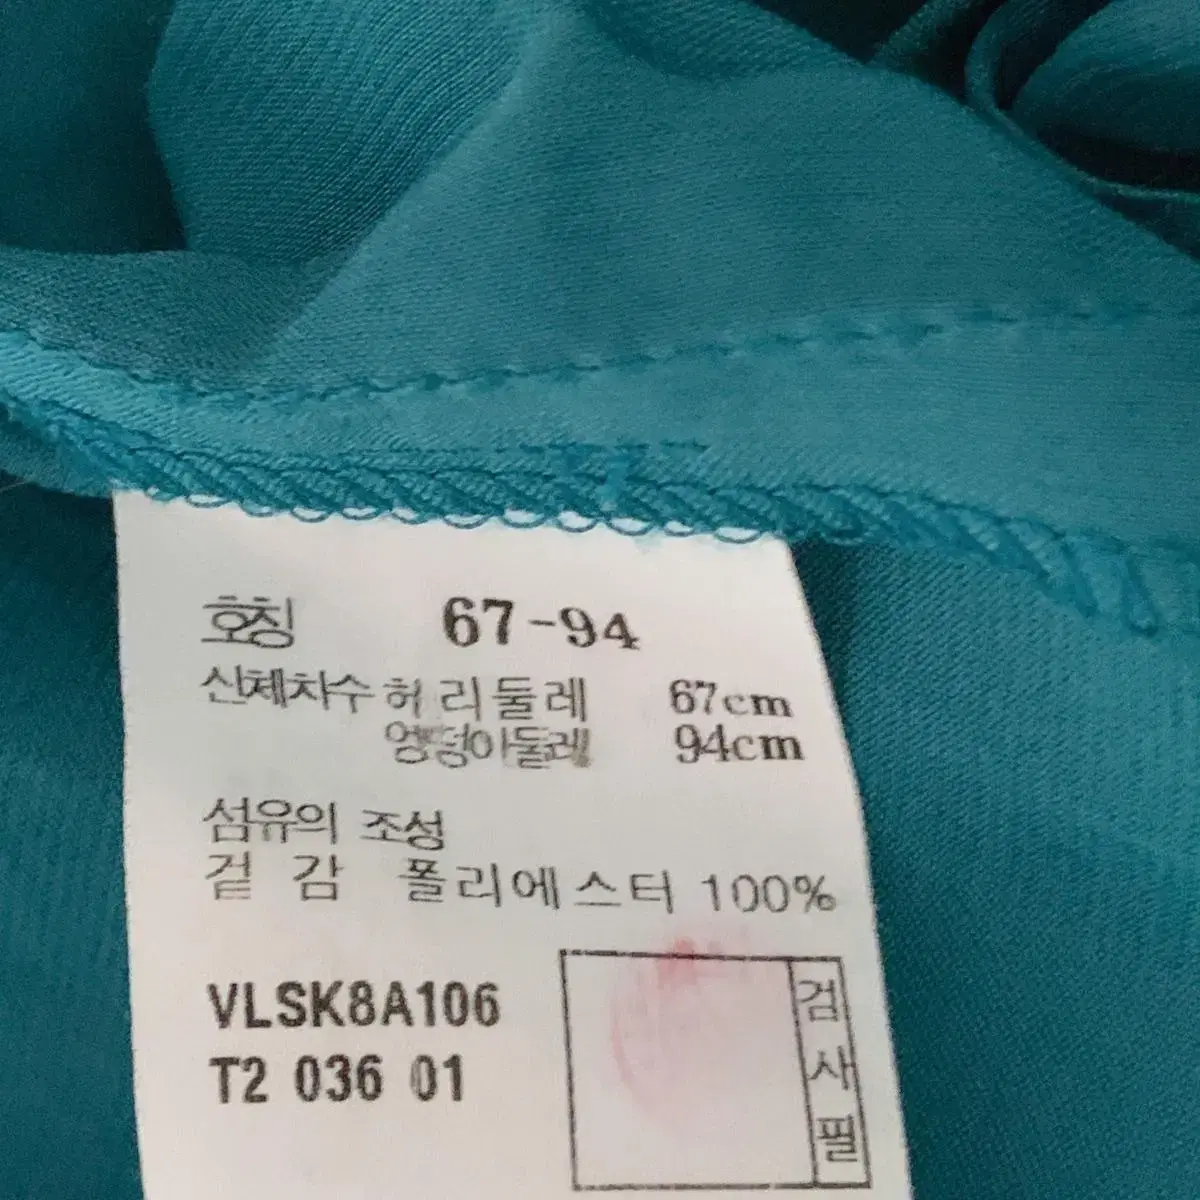 호칭 67-94
신체차수 허리둘레 67cm
엉덩이둘레 94cm
섬유의 조성
겉감 폴리에스터 100%
VLSK8A106
T2 036 01
검사필